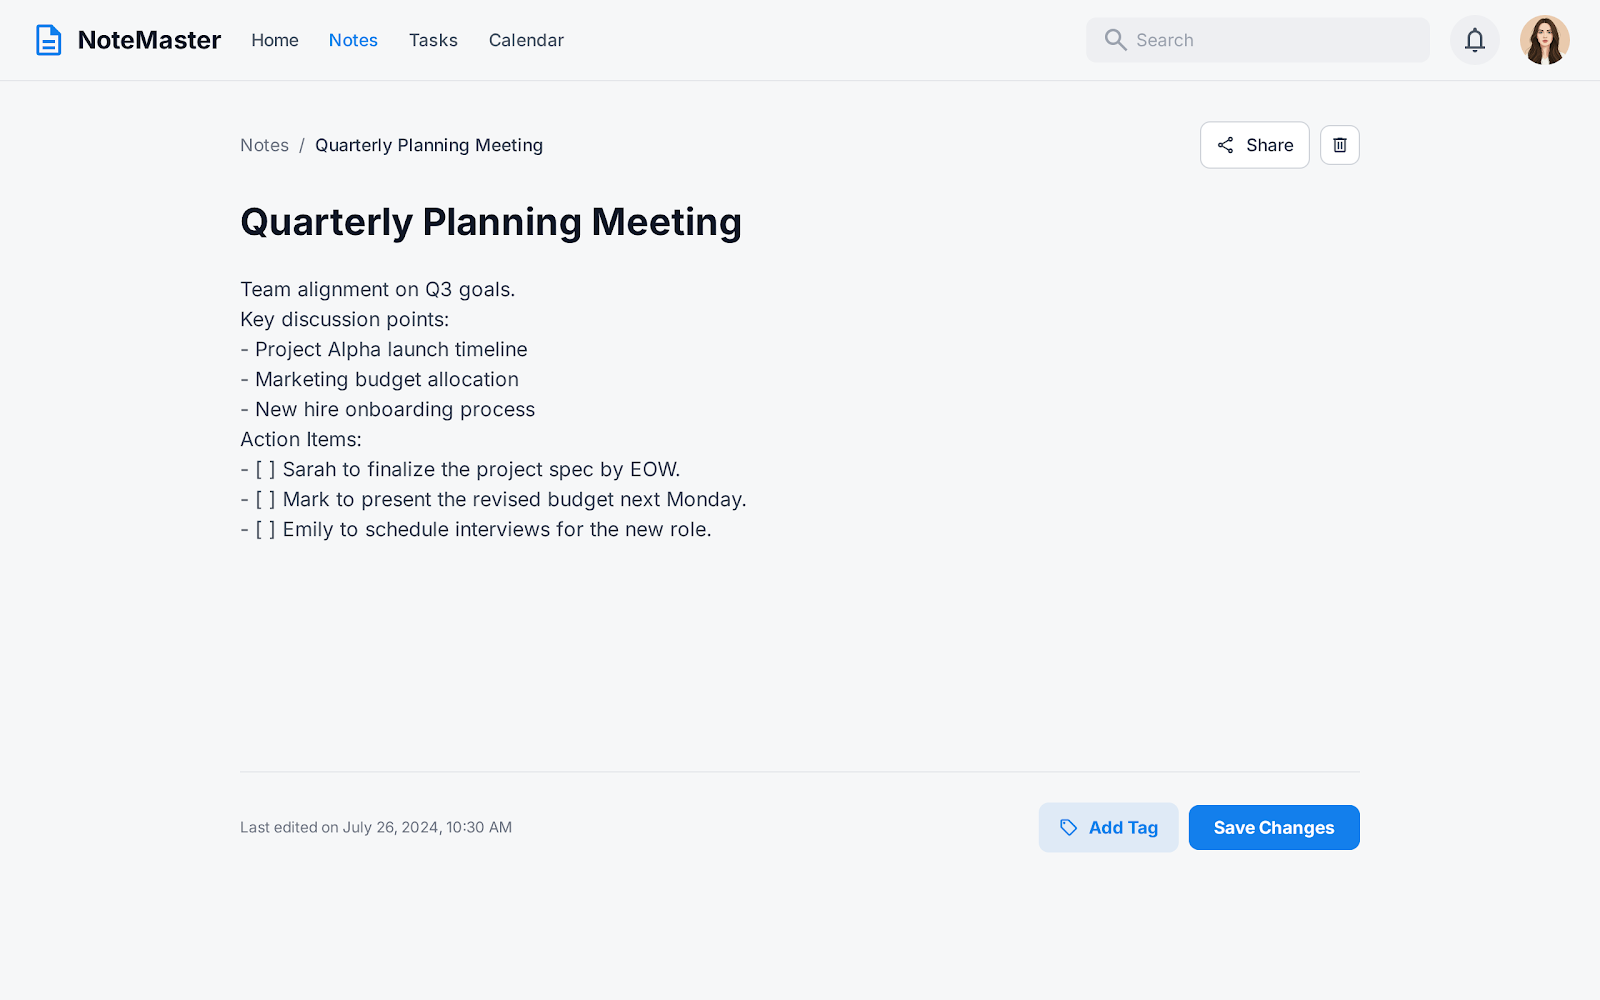 NoteMaster
Home
Notes
Tasks
Calendar
Search
Notes / Quarterly Planning Meeting
Share
Quarterly Planning Meeting
Team alignment on Q3 goals.
Key discussion points:
- Project Alpha launch timeline
- Marketing budget allocation
- New hire onboarding process
Action Items:
- [ ] Sarah to finalize the project spec by EOW.
- [ ] Mark to present the revised budget next Monday.
- [ ] Emily to schedule interviews for the new role.
Last edited on July 26, 2024, 10:30 AM
Add Tag
Save Changes